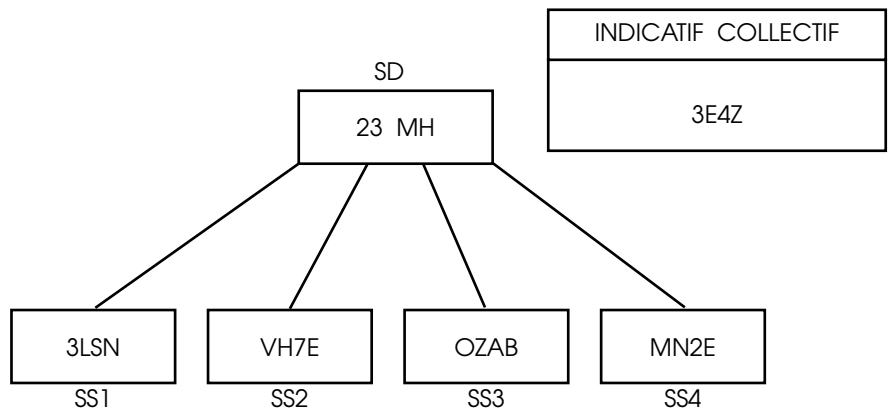 INDICATIF COLLECTIF
3E4Z
SD
23 MH
3LSN
VH7E
OZAB
MN2E
SS1
SS2
SS3
SS4